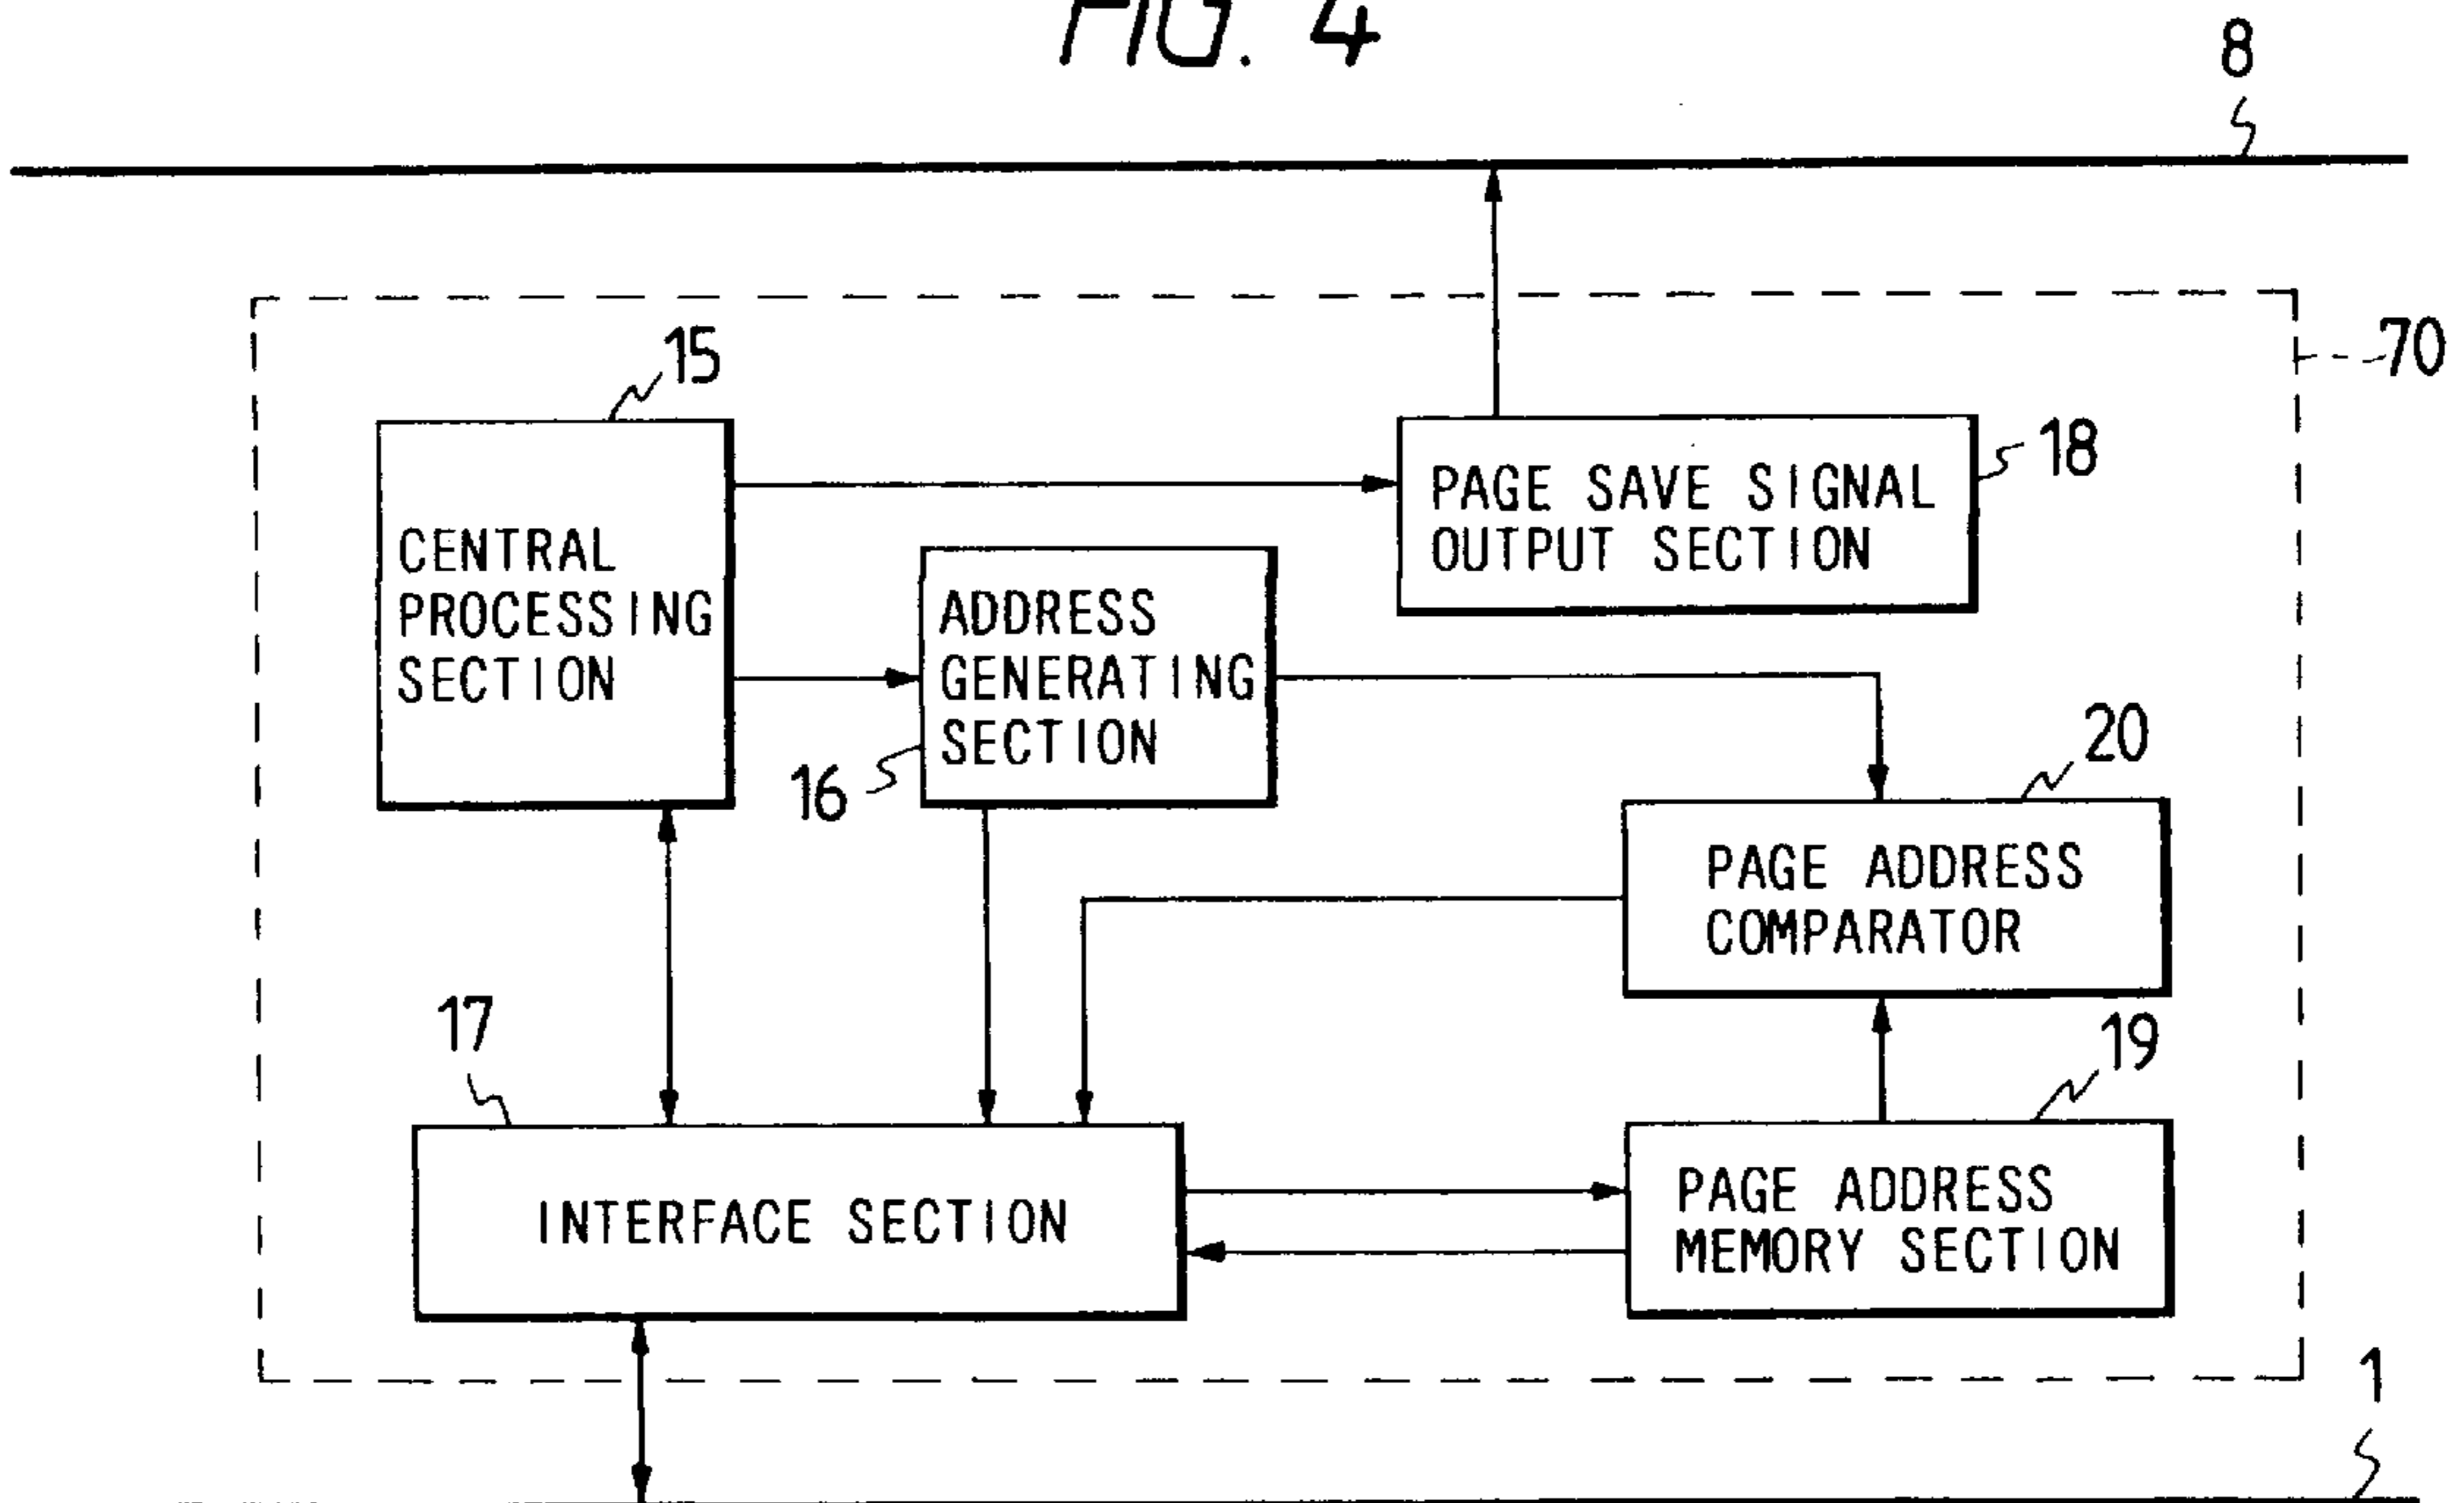 FIG. 4
8
70
15
CENTRAL
PROCESSING
SECTION
PAGE SAVE SIGNAL
OUTPUT SECTION
18
ADDRESS
GENERATING
SECTION
16
20
PAGE ADDRESS
COMPARATOR
17
19
INTERFACE SECTION
PAGE ADDRESS
MEMORY SECTION
1